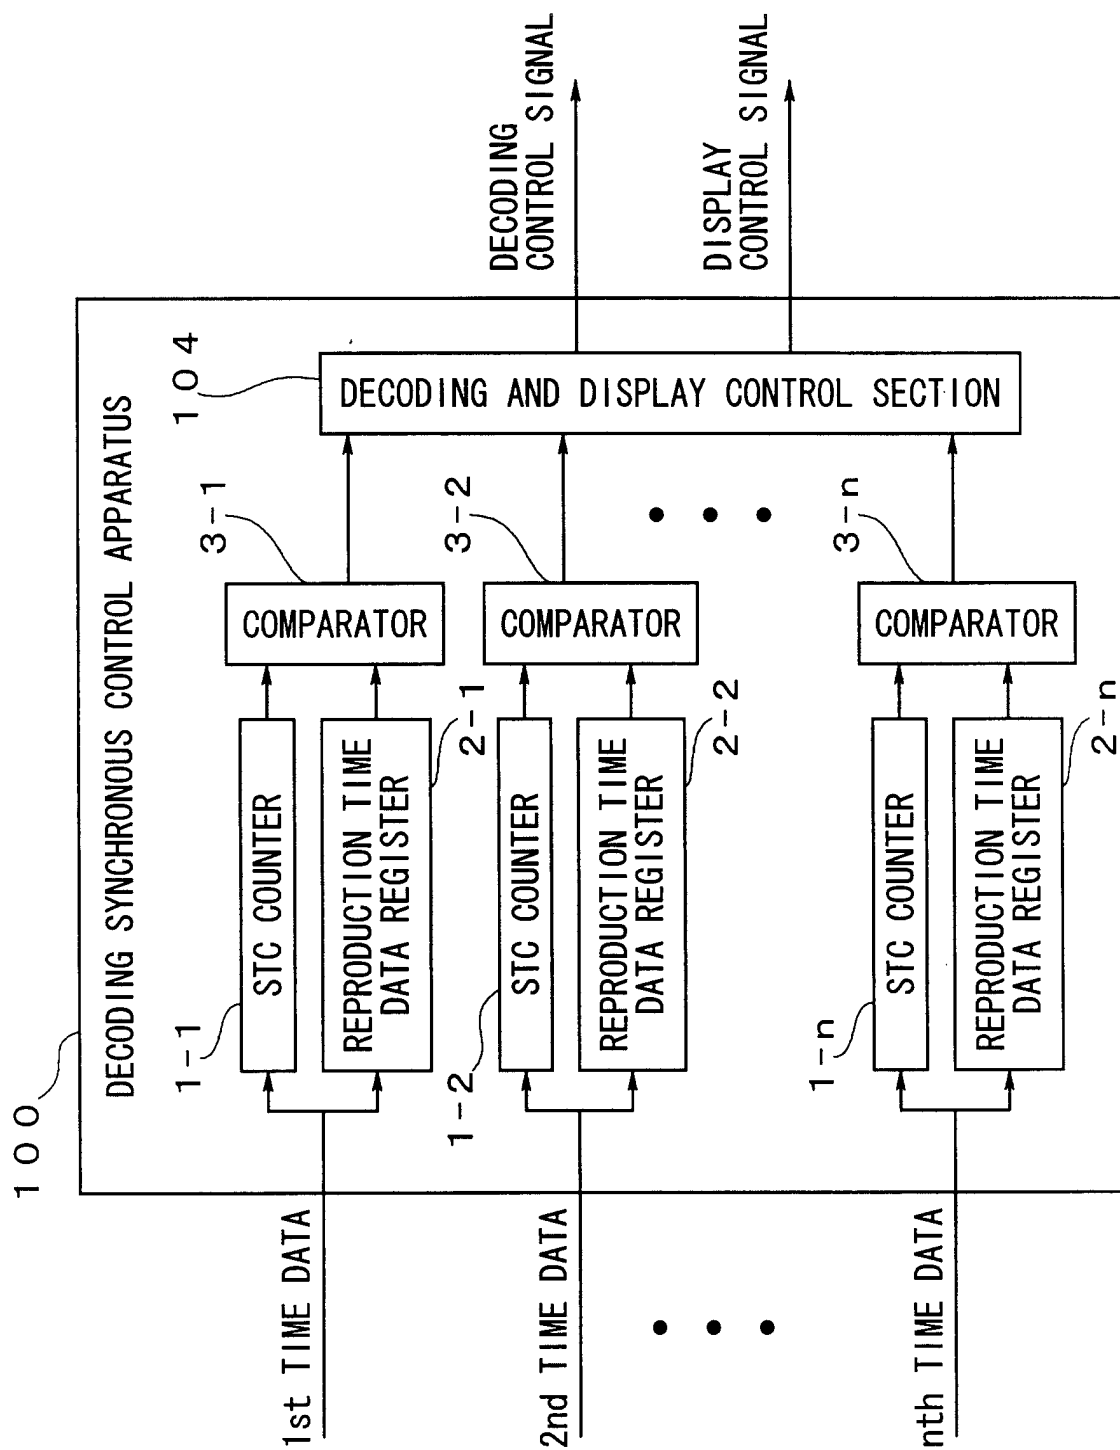 100
DECODING SYNCHRONOUS CONTROL APPARATUS
104
1st TIME DATA
1-1
STC COUNTER
REPRODUCTION TIME
DATA REGISTER
2-1
COMPARATOR
3-1
2nd TIME DATA
1-2
STC COUNTER
REPRODUCTION TIME
DATA REGISTER
2-2
COMPARATOR
3-2
nth TIME DATA
1-n
STC COUNTER
REPRODUCTION TIME
DATA REGISTER
2-n
COMPARATOR
3-n
DECODING AND DISPLAY CONTROL SECTION
DECODING
CONTROL SIGNAL
DISPLAY
CONTROL SIGNAL